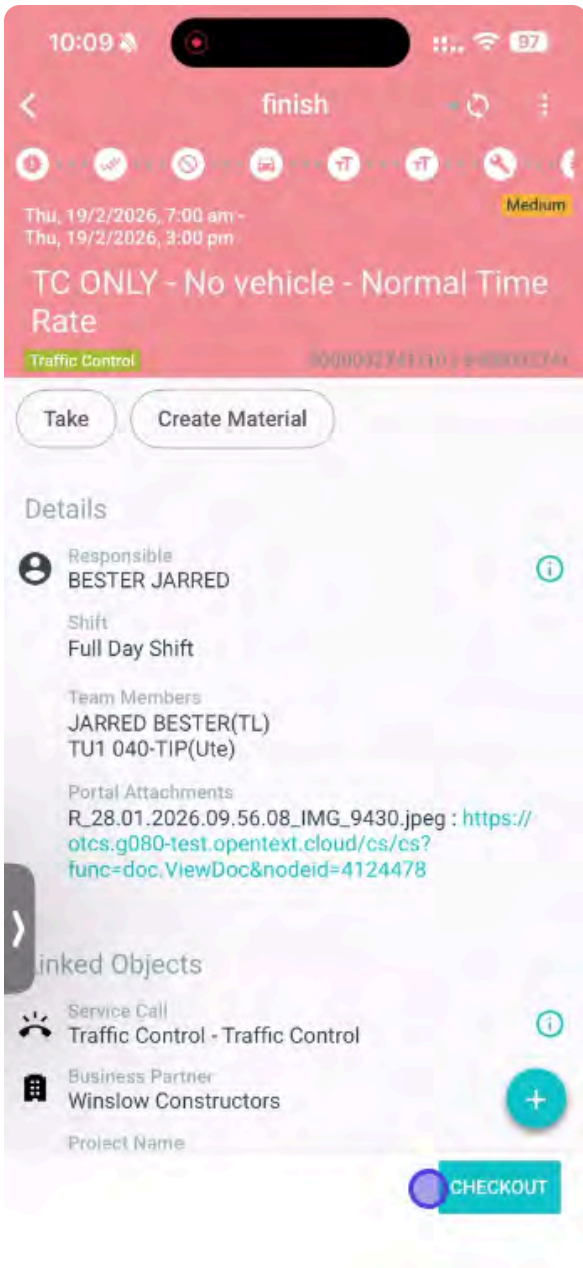 10:09
97
finish
Medium
Thu, 19/2/2026, 7:00 am -
Thu, 19/2/2026, 3:00 pm
TC ONLY - No vehicle - Normal Time
Rate
Traffic Control
Take
Create Material
Details
Responsible
BESTER JARRED
Shift
Full Day Shift
Team Members
JARRED BESTER(TL)
TU1 040-TIP(Ute)
Portal Attachments
R_28.01.2026.09.56.08_IMG_9430.jpeg : https://
otcs.g080-test.opentext.cloud/cs/cs?
func=doc.ViewDoc&nodeid=4124478
inked Objects
Service Call
Traffic Control - Traffic Control
Business Partner
Winslow Constructors
Project Name
CHECKOUT